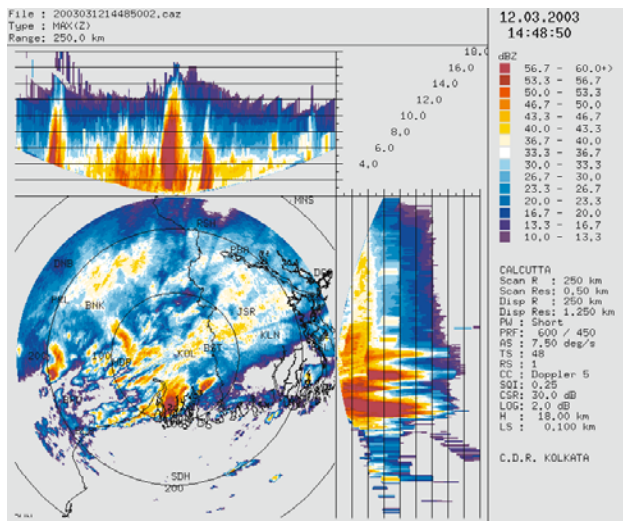 File : 2003031214485002.caz
Type : MAX(Z)
Range: 250.0 km
12.03.2003
14:48:50
18.0
16.0
14.0
12.0
10.0
8.0
6.0
4.0
dBZ
56.7 - 60.0+)
53.3 - 56.7
50.0 - 53.3
46.7 - 50.0
43.3 - 46.7
40.0 - 43.3
36.7 - 40.0
33.3 - 36.7
30.0 - 33.3
26.7 - 30.0
23.3 - 26.7
20.0 - 23.3
16.7 - 20.0
13.3 - 16.7
10.0 - 13.3
MNS
RSH
DNB
BNK
JSR
KLN
KOL
200
100
SDH
200
CALCUTTA
Scan R : 250 km
Scan Res: 0.50 km
Disp R : 250 km
Disp Res: 1.250 km
PW : Short
PRF: 600 / 450
AS : 7.50 deg/s
TS : 48
RS : 1
CC : Doppler 5
SQI: 0.25
CSR: 30.0 dB
LOG: 2.0 dB
H : 18.00 km
LS : 0.100 km
C.D.R. KOLKATA